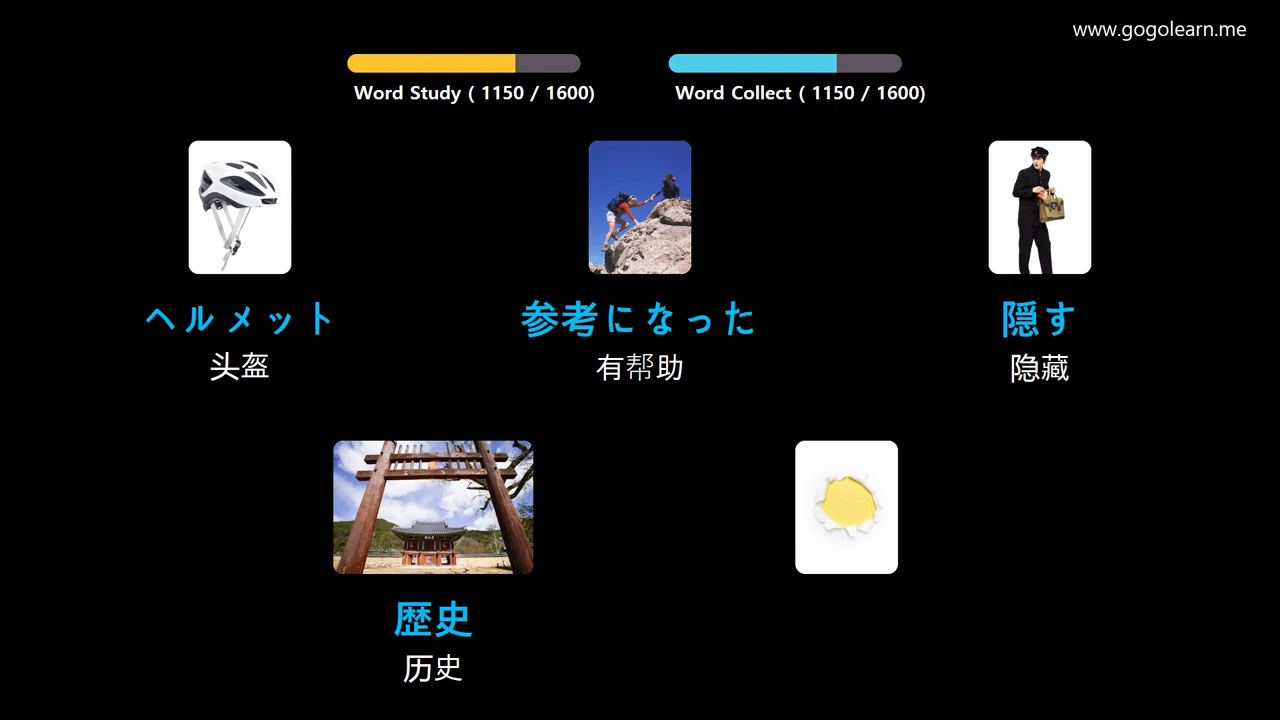 www.gogolearn.me
Word Study ( 1150 / 1600)
Word Collect ( 1150 / 1600)
ヘルメット
头盔
参考になった
有帮助
隠す
隐藏
歴史
历史